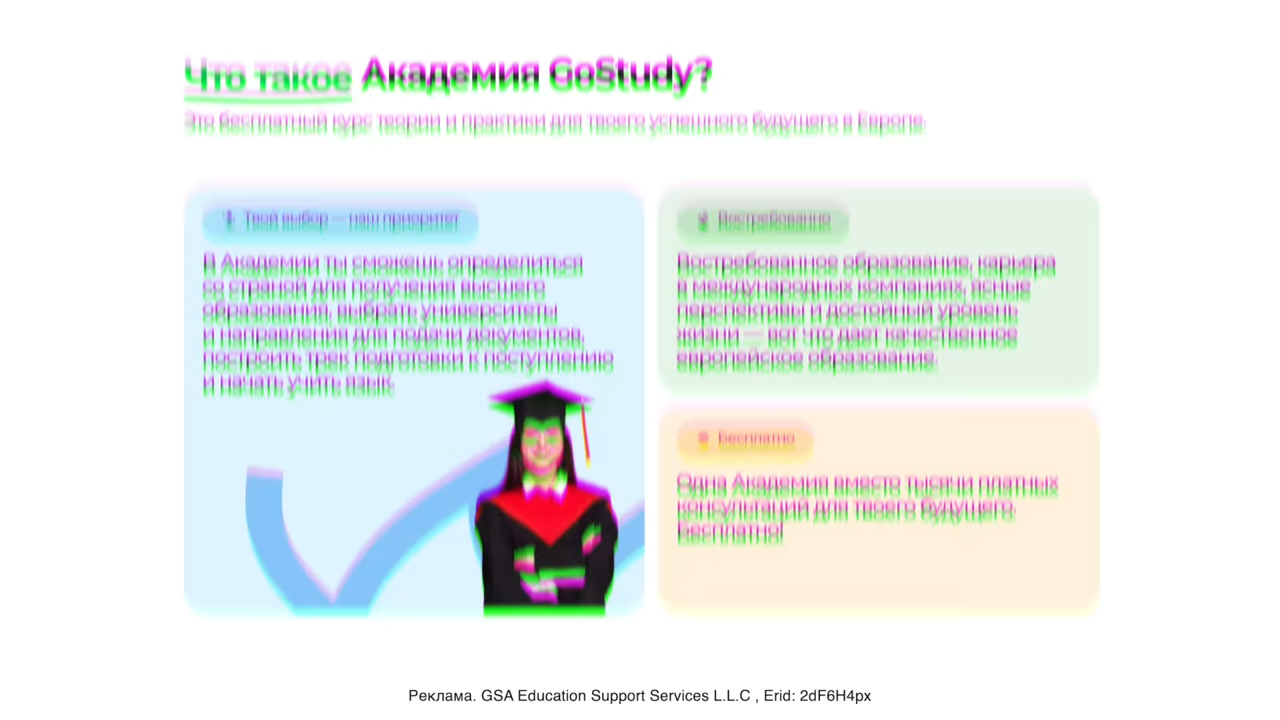 Что такое Академия GoStudy?
Это бесплатный курс теории и практики для твоего успешного будущего в Европе.
Твой выбор — наш приоритет
В Академии ты сможешь определиться
со страной для получения высшего
образования, выбрать университеты
и направления для подачи документов,
построить трек подготовки к поступлению
и начать учить язык.
Востребованно
Востребованное образование, карьера
в международных компаниях, ясные
перспективы и достойный уровень
жизни — вот что дает качественное
европейское образование.
Бесплатно
Одна Академия вместо тысячи платных
консультаций для твоего будущего.
Бесплатно!
Реклама. GSA Education Support Services L.L.C , Erid: 2dF6H4px